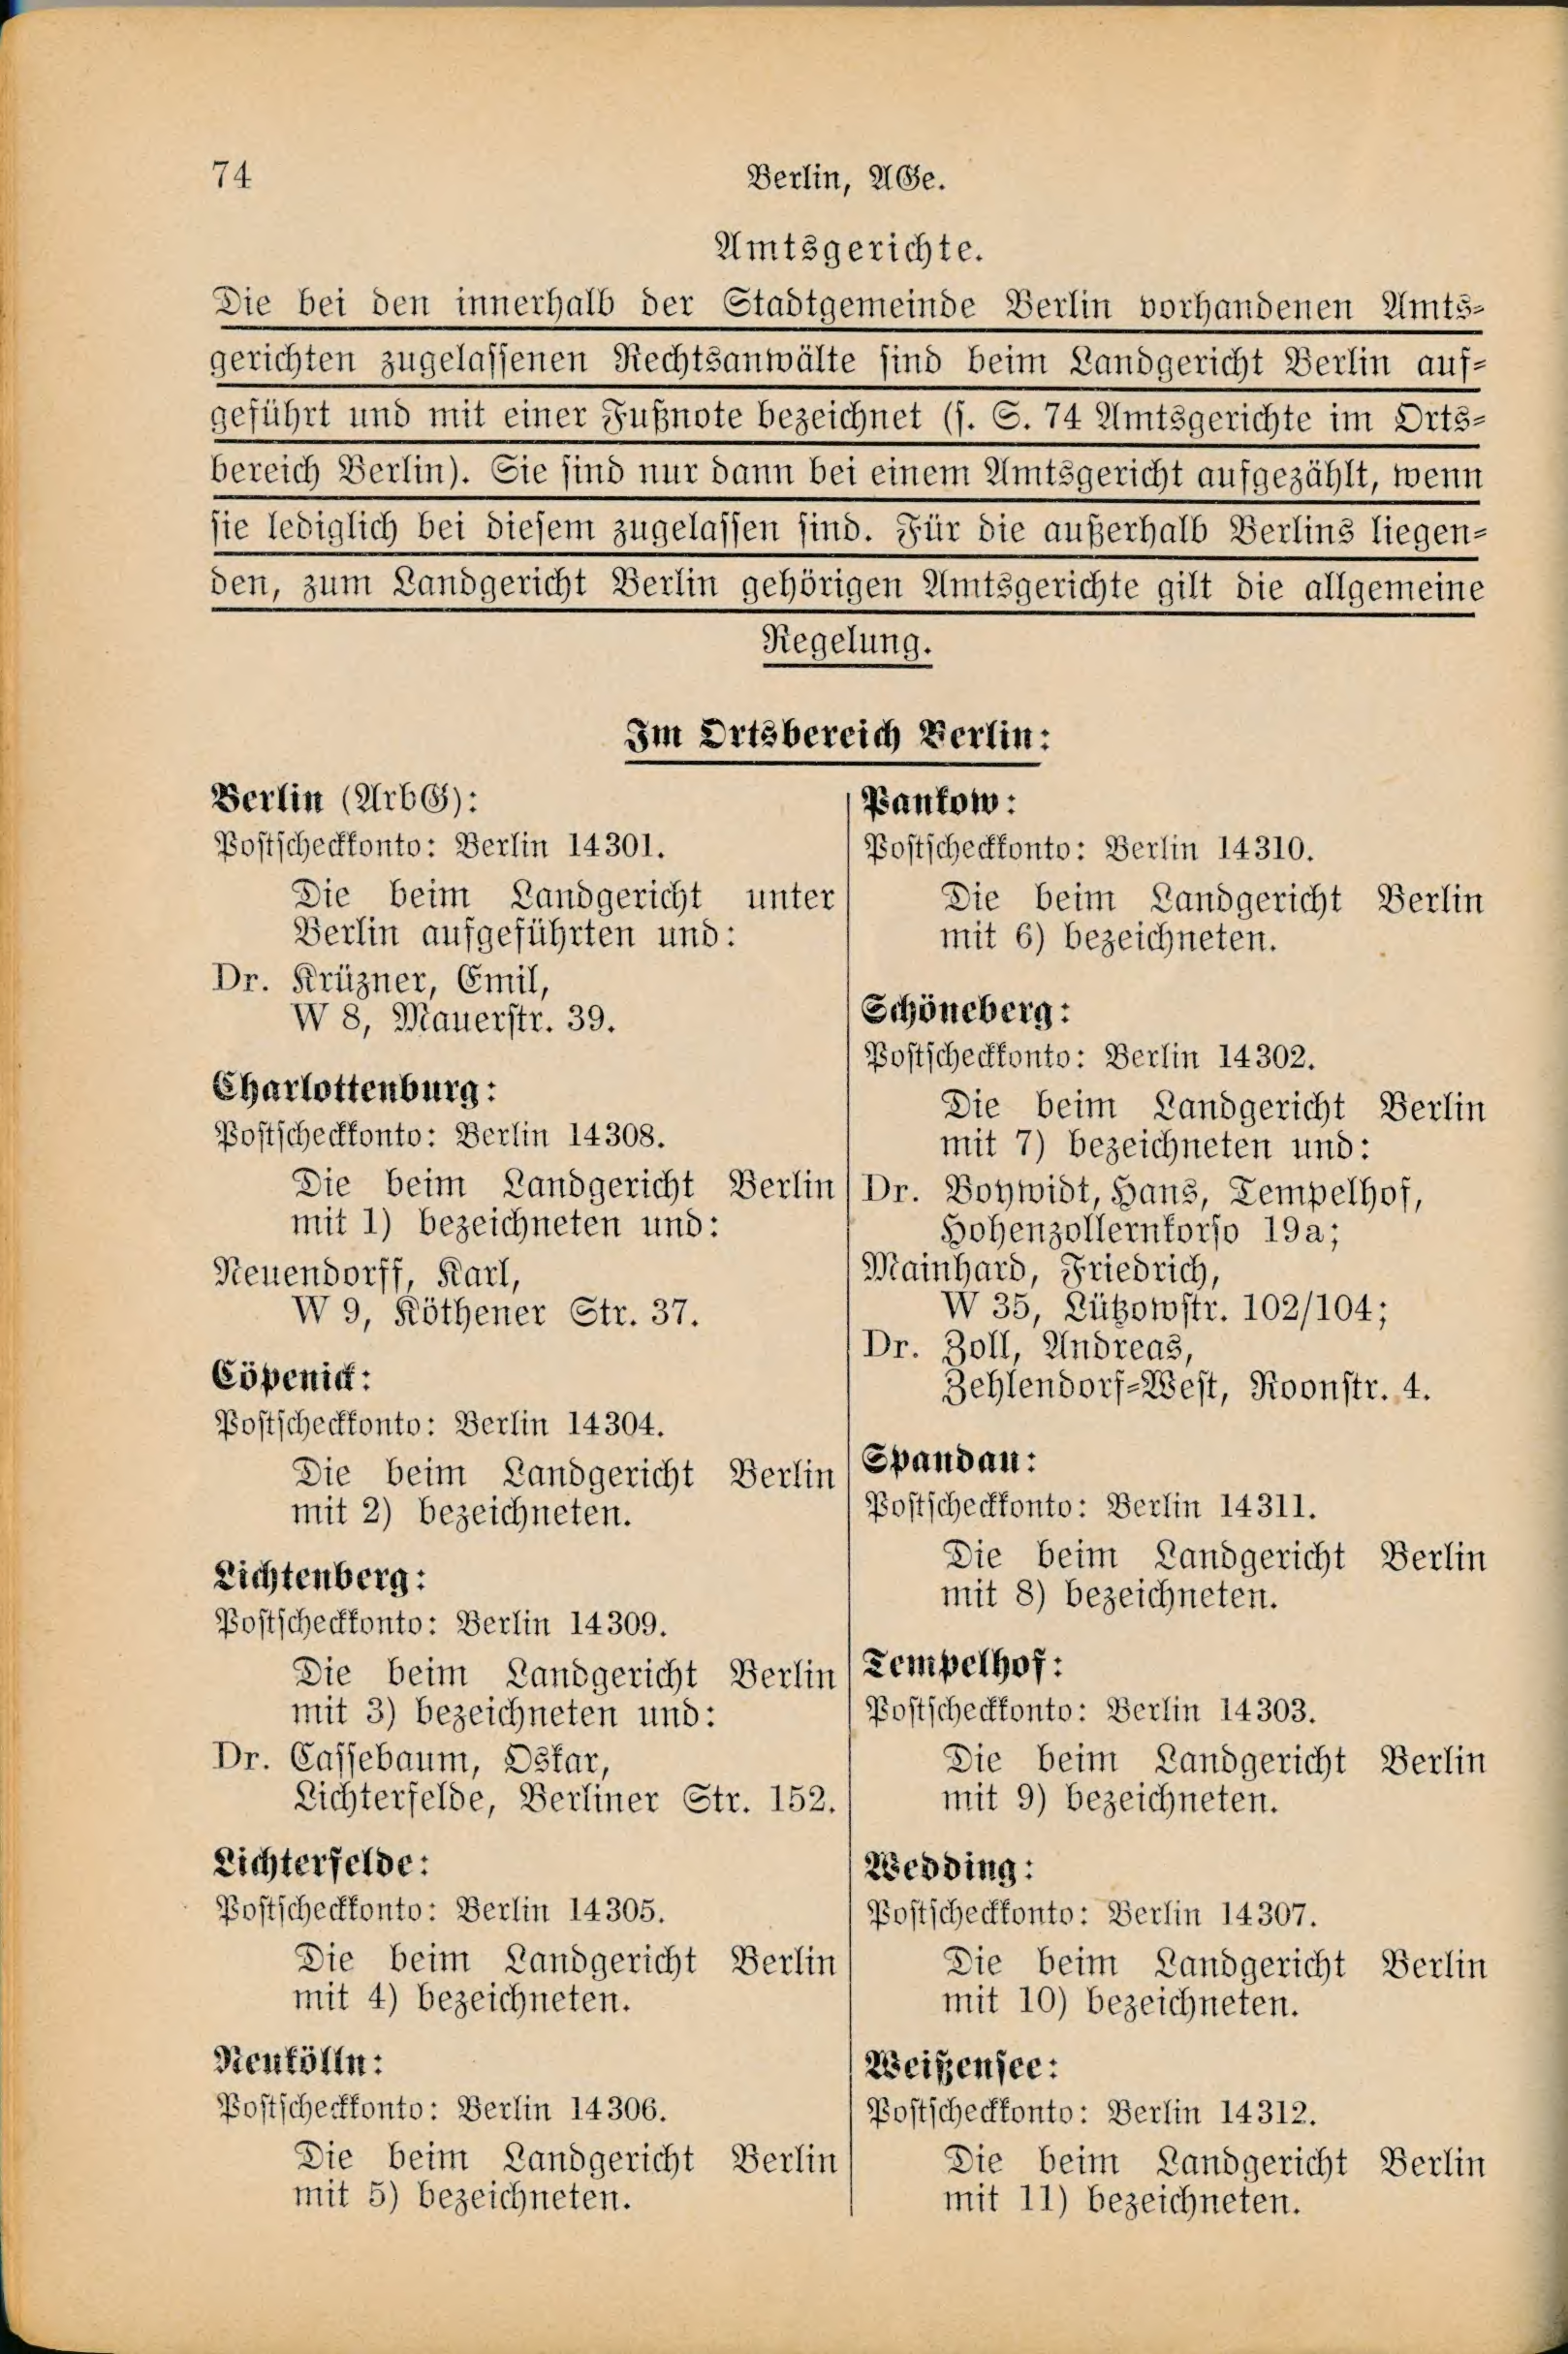 74
Berlin, AGe.
Amtsgerichte.
Die bei den innerhalb der Stadtgemeinde Berlin vorhandenen Amts-
gerichten zugelassenen Rechtsanwälte sind beim Landgericht Berlin auf-
geführt und mit einer Fußnote bezeichnet (s. S. 74 Amtsgerichte im Orts-
bereich Berlin). Sie sind nur dann bei einem Amtsgericht aufgezählt, wenn
sie lediglich bei diesem zugelassen sind. Für die außerhalb Berlins liegen-
den, zum Landgericht Berlin gehörigen Amtsgerichte gilt die allgemeine
Regelung.
Im Ortsbereich Berlin:
Berlin (ArbG):
Postscheckkonto: Berlin 14301.
Die beim Landgericht unter
Berlin aufgeführten und:
Dr. Krüzner, Emil,
W 8, Mauerstr. 39.
Charlottenburg:
Postscheckkonto: Berlin 14308.
Die beim Landgericht Berlin
mit 1) bezeichneten und:
Neuendorff, Karl,
W 9, Köthener Str. 37.
Cöpenick:
Postscheckkonto: Berlin 14304.
Die beim Landgericht Berlin
mit 2) bezeichneten.
Lichtenberg:
Postscheckkonto: Berlin 14309.
Die beim Landgericht Berlin
mit 3) bezeichneten und:
Dr. Cassebaum, Oskar,
Lichterfelde, Berliner Str. 152.
Lichterfelde:
Postscheckkonto: Berlin 14305.
Die beim Landgericht Berlin
mit 4) bezeichneten.
Neukölln:
Postscheckkonto: Berlin 14306.
Die beim Landgericht Berlin
mit 5) bezeichneten.
Pankow:
Postscheckkonto: Berlin 14310.
Die beim Landgericht Berlin
mit 6) bezeichneten.
Schöneberg:
Postscheckkonto: Berlin 14302.
Die beim Landgericht Berlin
mit 7) bezeichneten und:
Dr. Boywidt, Hans, Tempelhof,
Hohenzollernkorso 19a;
Mainhard, Friedrich,
W 35, Lützowstr. 102/104;
Dr. Zoll, Andreas,
Zehlendorf-West, Roonstr. 4.
Spandau:
Postscheckkonto: Berlin 14311.
Die beim Landgericht Berlin
mit 8) bezeichneten.
Tempelhof:
Postscheckkonto: Berlin 14303.
Die beim Landgericht Berlin
mit 9) bezeichneten.
Wedding:
Postscheckkonto: Berlin 14307.
Die beim Landgericht Berlin
mit 10) bezeichneten.
Weißensee:
Postscheckkonto: Berlin 14312.
Die beim Landgericht Berlin
mit 11) bezeichneten.